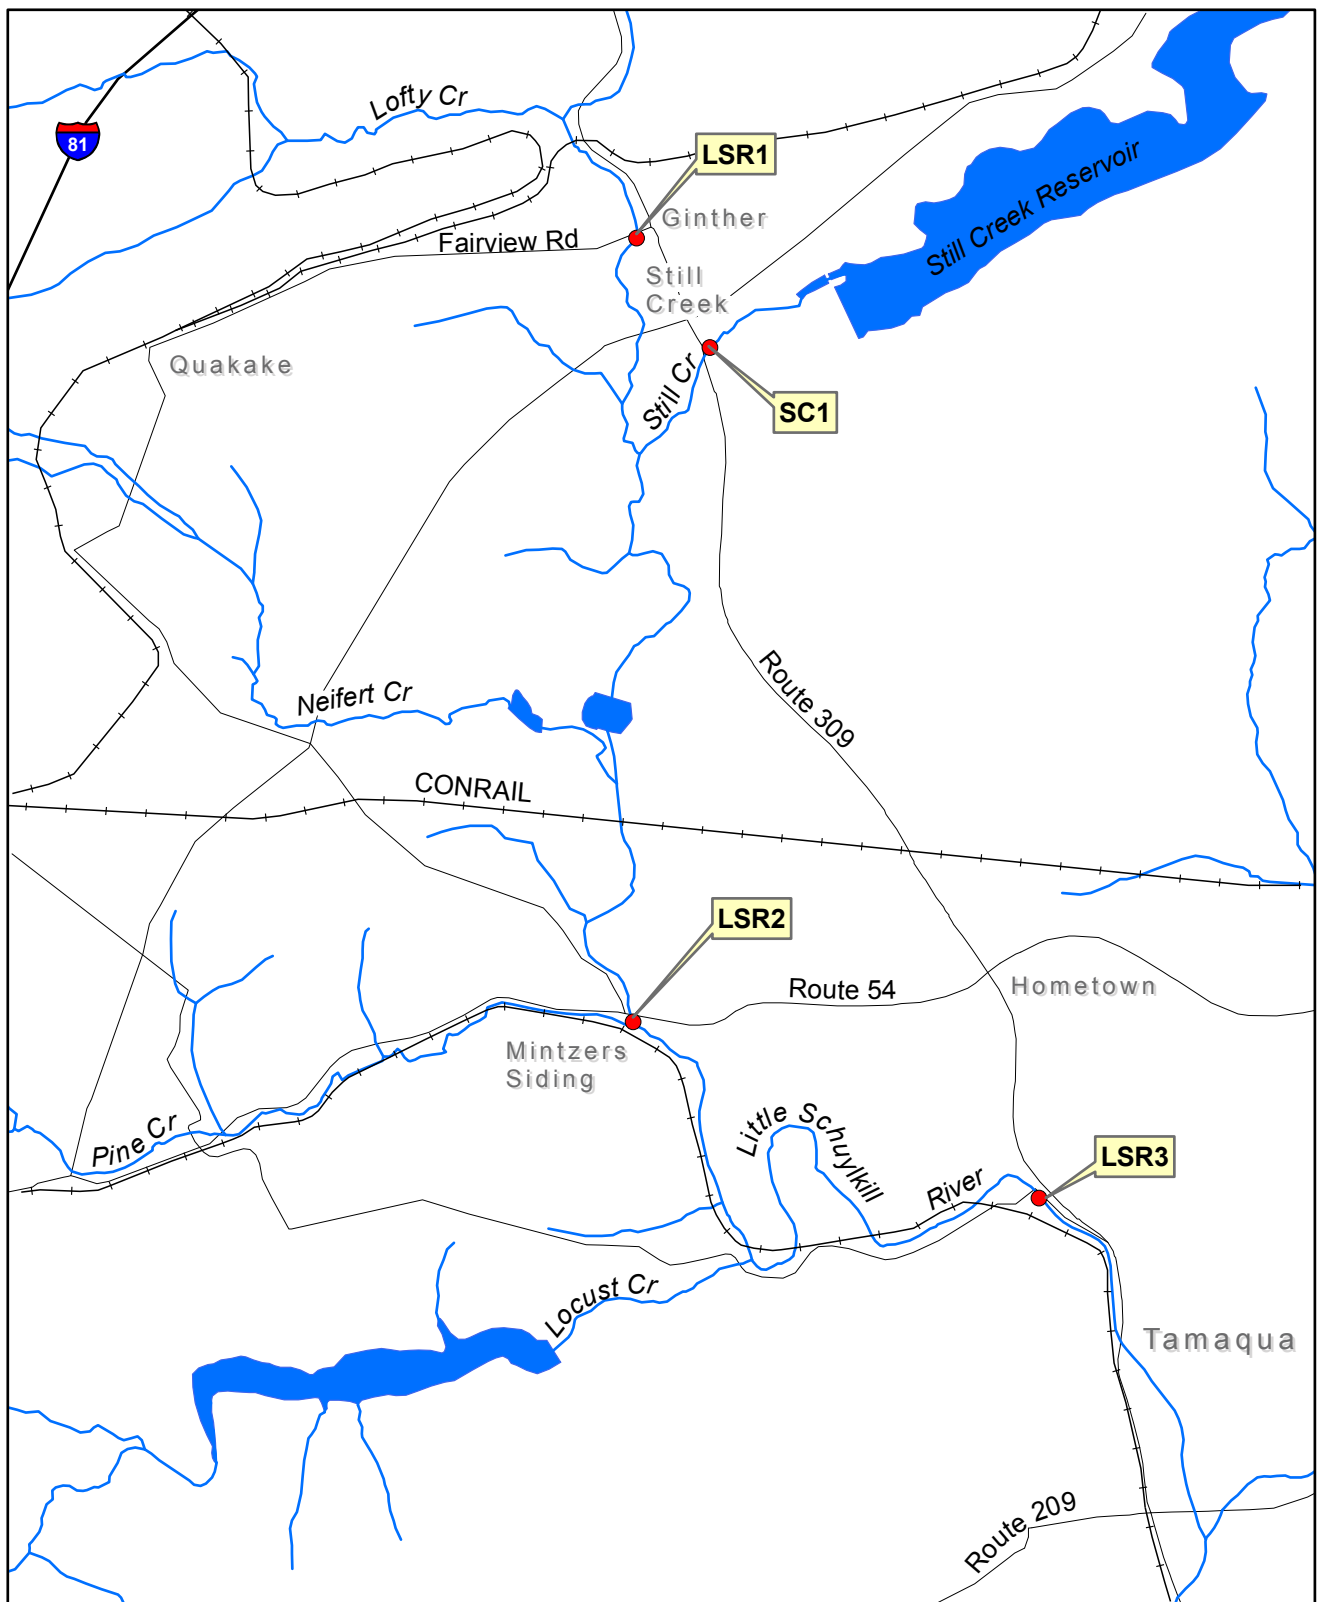 Lofty Cr
81
LSR1
Still Creek Reservoir
Ginther
Fairview Rd
Still
Creek
Quakake
Still Cr
SC1
Route 309
Neifert Cr
CONRAIL
LSR2
Route 54
Hometown
Mintzers
Siding
Pine Cr
Little Schuylkill
River
LSR3
Locust Cr
Tamaqua
Route 209